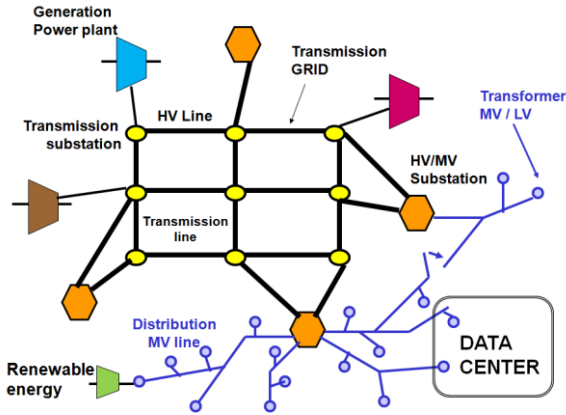 Generation
Power plant
Transmission
GRID
HV Line
Transformer
MV / LV
Transmission
substation
HV/MV
Substation
Transmission
line
Distribution
MV line
DATA
CENTER
Renewable
energy